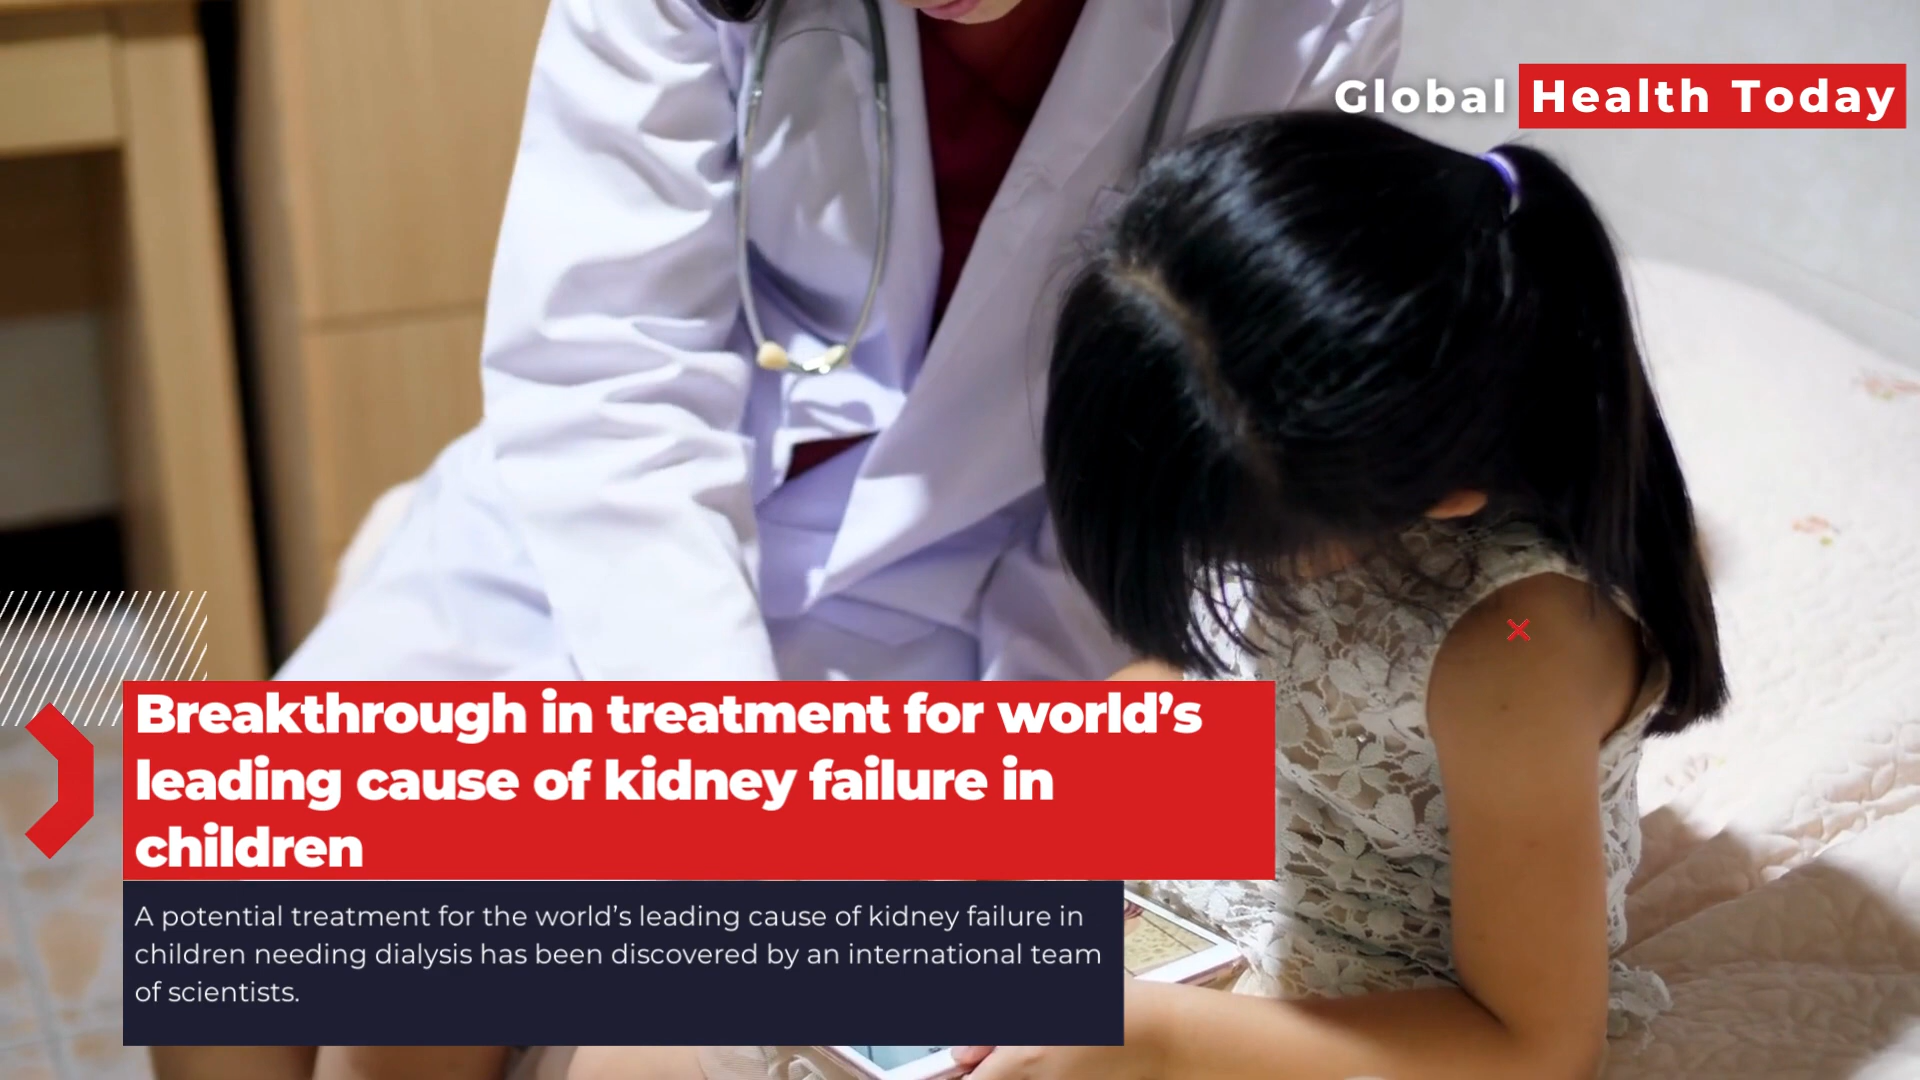 Global Health Today
Breakthrough in treatment for world’s
leading cause of kidney failure in
children
A potential treatment for the world’s leading cause of kidney failure in
children needing dialysis has been discovered by an international team
of scientists.